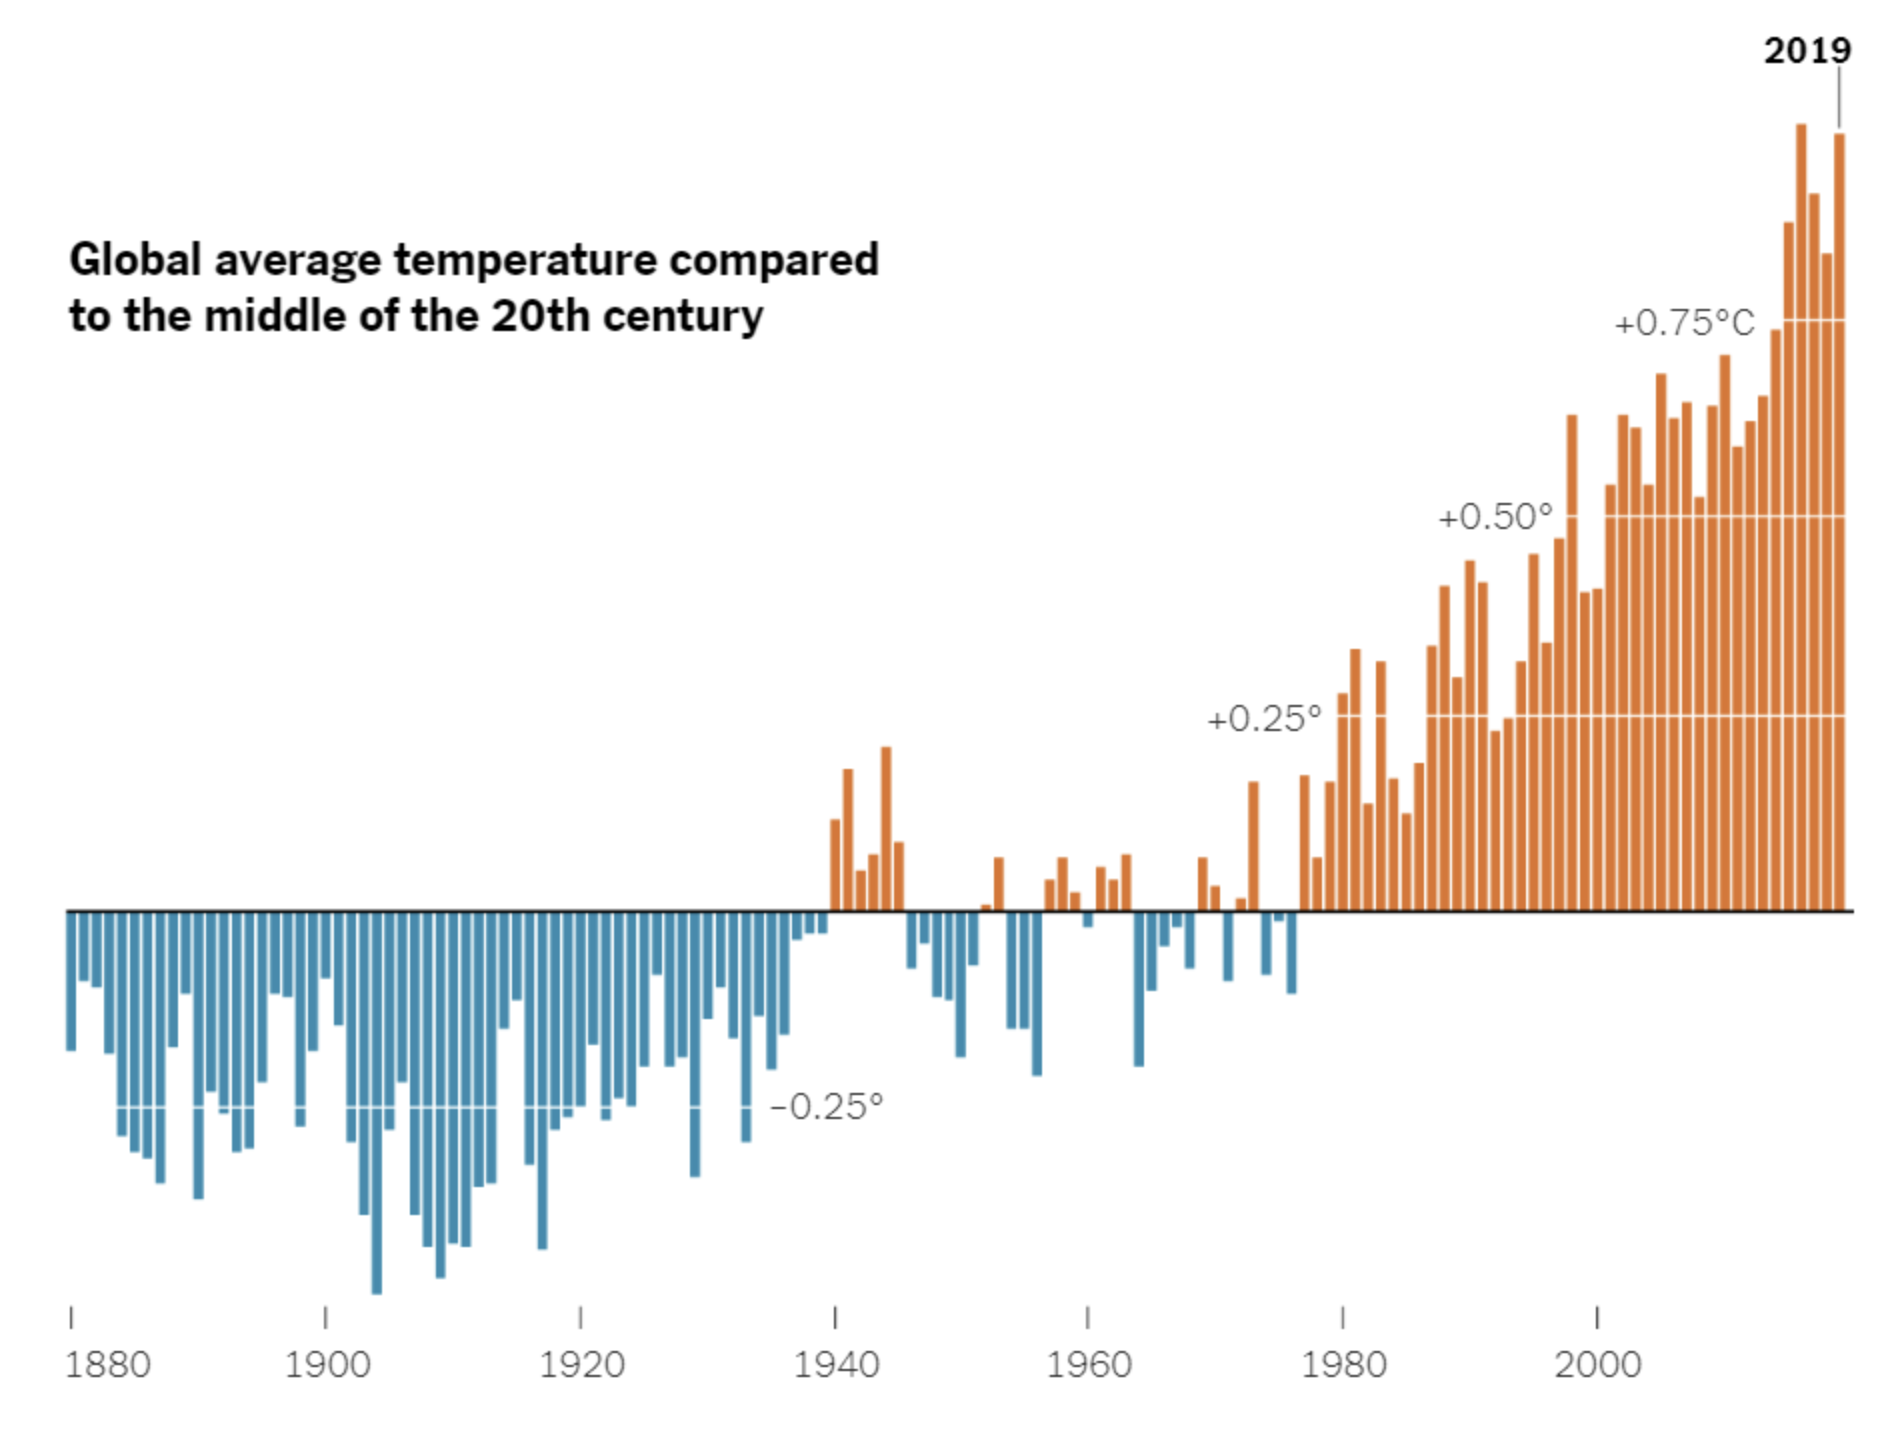 2019
Global average temperature compared
to the middle of the 20th century
+0.75°C
+0.50°
+0.25°
−0.25°
1880 1900 1920 1940 1960 1980 2000